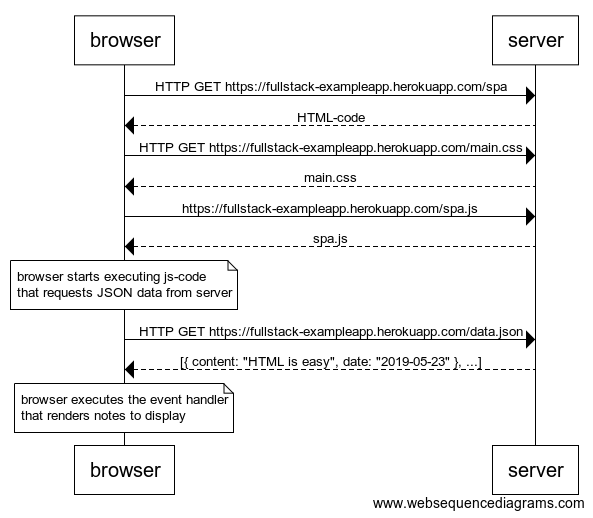 browser
server
HTTP GET https://fullstack-exampleapp.herokuapp.com/spa
HTML-code
HTTP GET https://fullstack-exampleapp.herokuapp.com/main.css
main.css
https://fullstack-exampleapp.herokuapp.com/spa.js
spa.js
browser starts executing js-code
that requests JSON data from server
HTTP GET https://fullstack-exampleapp.herokuapp.com/data.json
[{ content: "HTML is easy", date: "2019-05-23" }, ...]
browser executes the event handler
that renders notes to display
browser
server
www.websequencediagrams.com